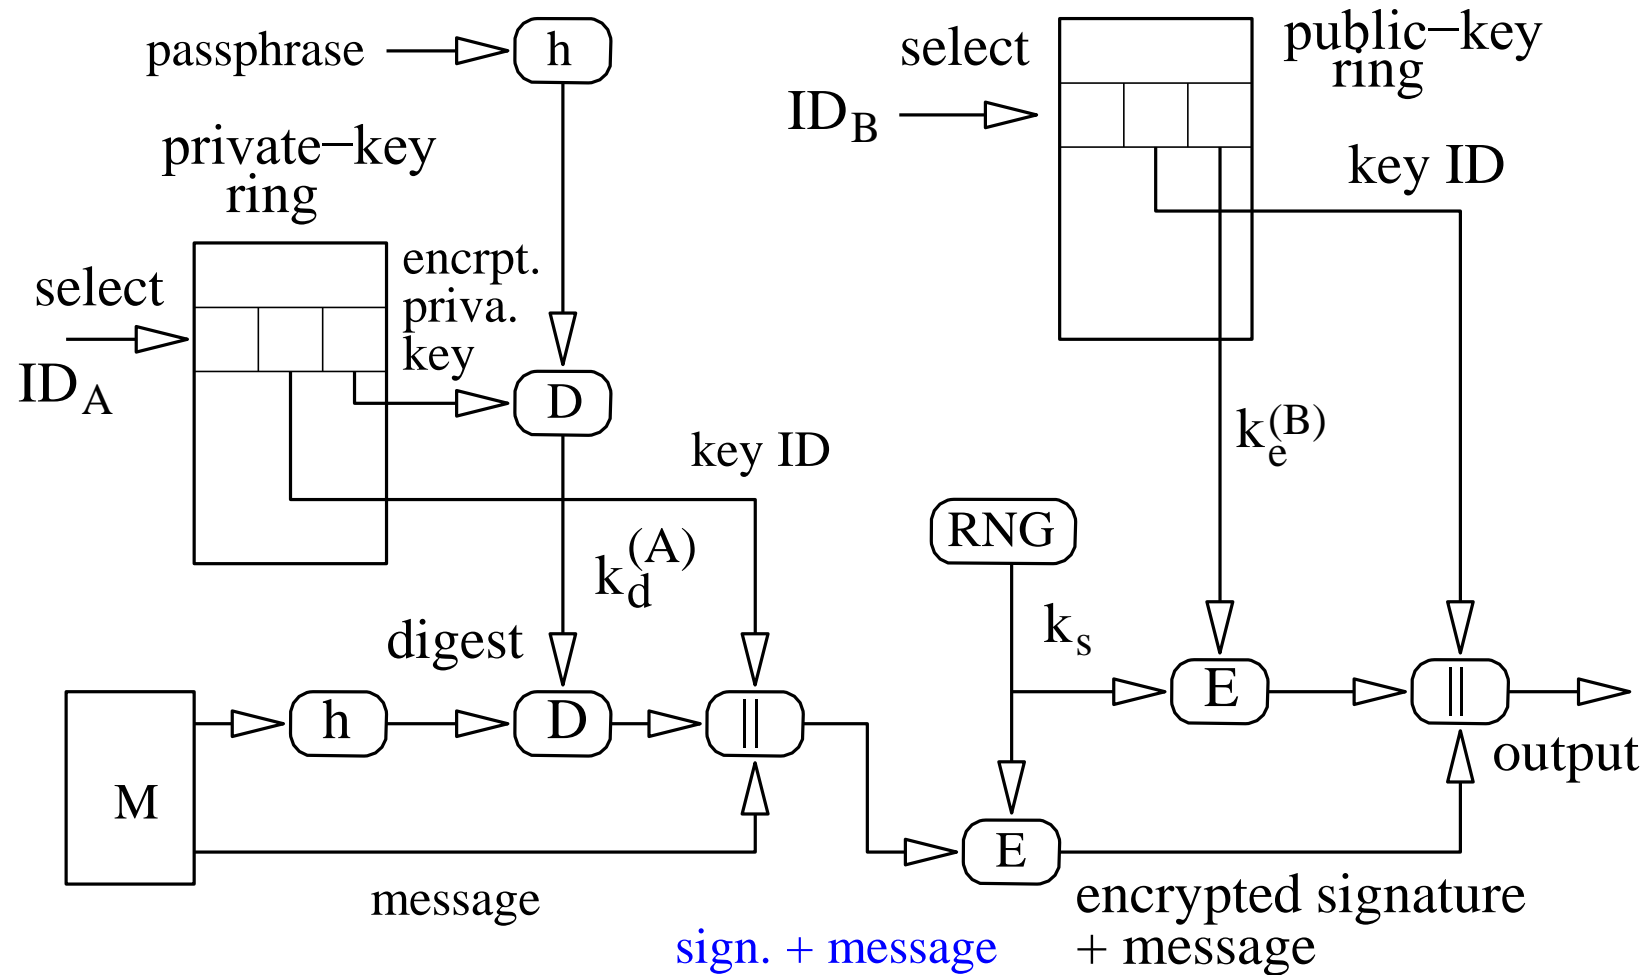 passphrase
h
private-key
ring
select
ID_A
encrpt.
priva.
key
D
key ID
k_d^(A)
digest
h
D
||
M
message
sign. + message
select
ID_B
public-key
ring
key ID
k_e^(B)
RNG
k_s
E
||
output
E
encrypted signature
+ message